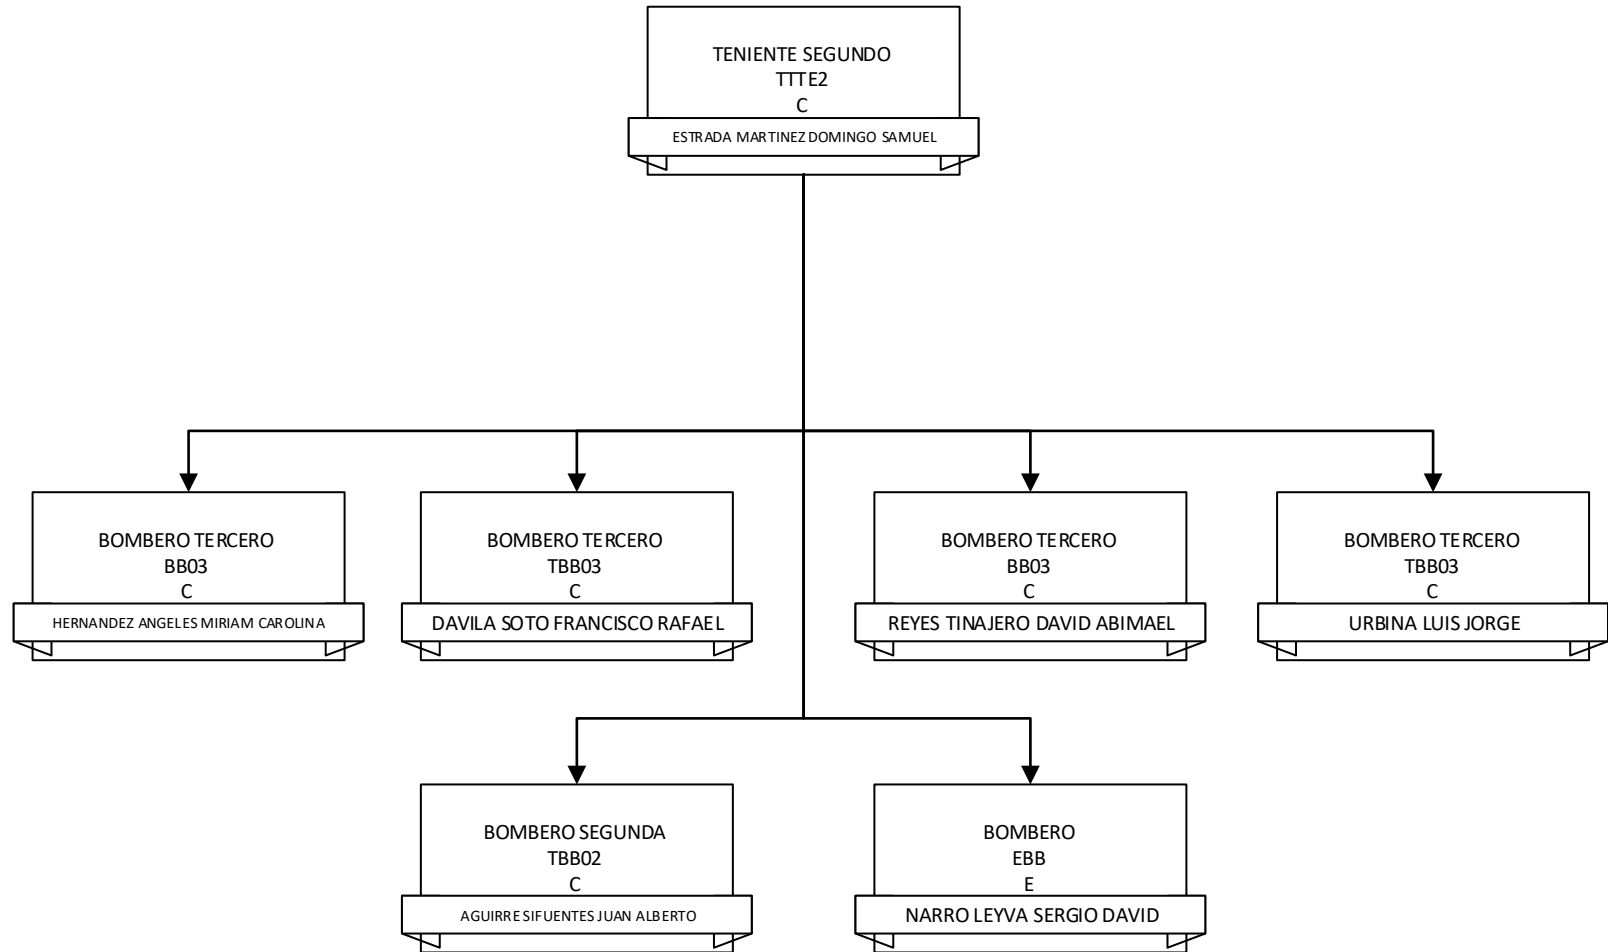 TENIENTE SEGUNDO
TTTE2
C
ESTRADA MARTINEZ DOMINGO SAMUEL
BOMBERO TERCERO
BB03
C
HERNANDEZ ANGELES MIRIAM CAROLINA
BOMBERO TERCERO
TBB03
C
DAVILA SOTO FRANCISCO RAFAEL
BOMBERO TERCERO
BB03
C
REYES TINAJERO DAVID ABIMAEL
BOMBERO TERCERO
TBB03
C
URBINA LUIS JORGE
BOMBERO SEGUNDA
TBB02
C
AGUIRRE SIFUENTES JUAN ALBERTO
BOMBERO
EBB
E
NARRO LEYVA SERGIO DAVID